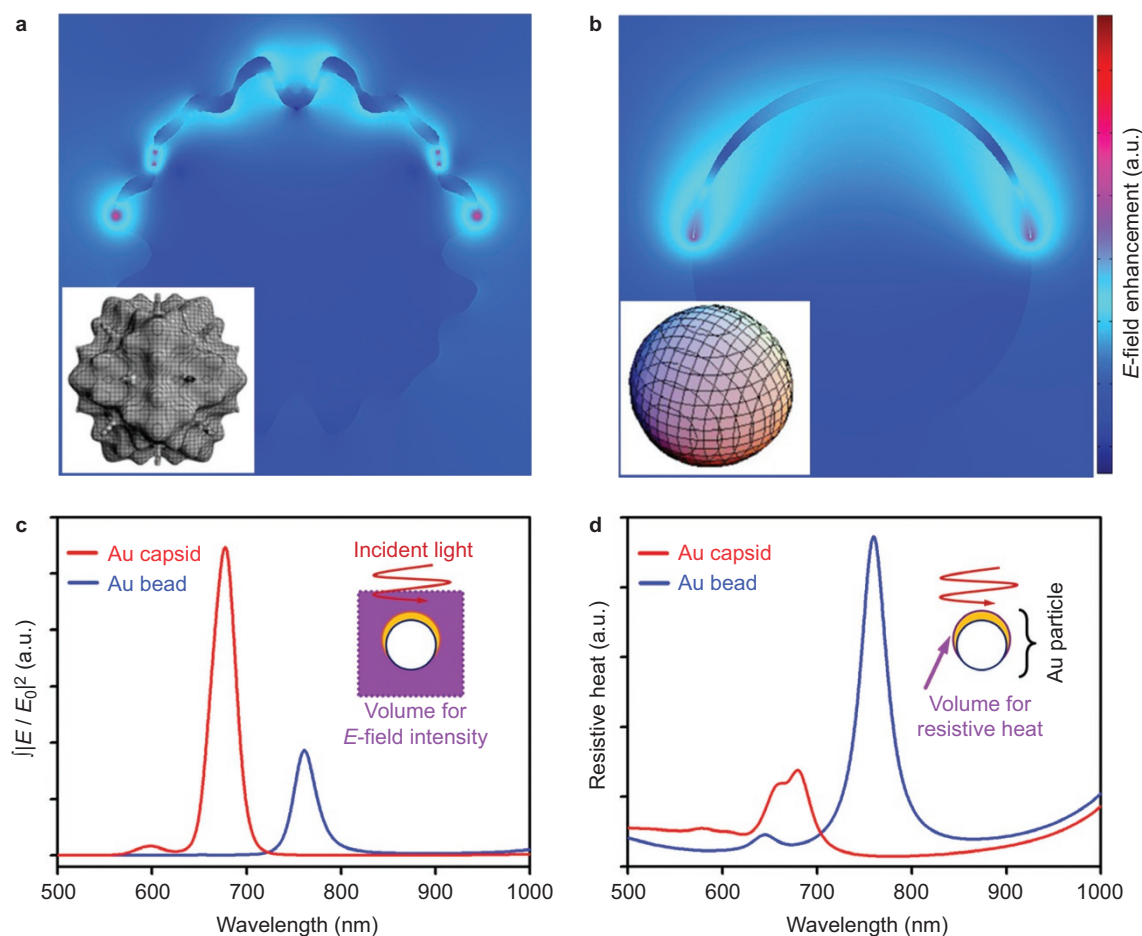 a
b
E-field enhancement (a.u.)
c
Au capsid
Au bead
Incident light
Volume for
E-field intensity
∫|E / E0|2 (a.u.)
500
600
700
800
900
1000
Wavelength (nm)
d
Au capsid
Au bead
Au particle
Volume for
resistive heat
Resistive heat (a.u.)
500
600
700
800
900
1000
Wavelength (nm)